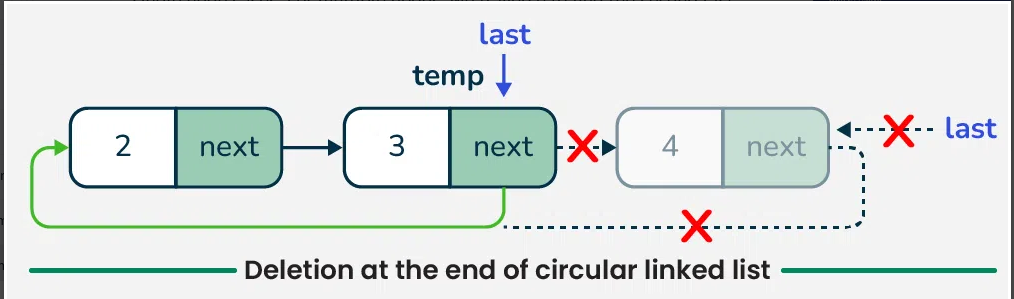 last
temp
2 next 3 next 4 next last
Deletion at the end of circular linked list